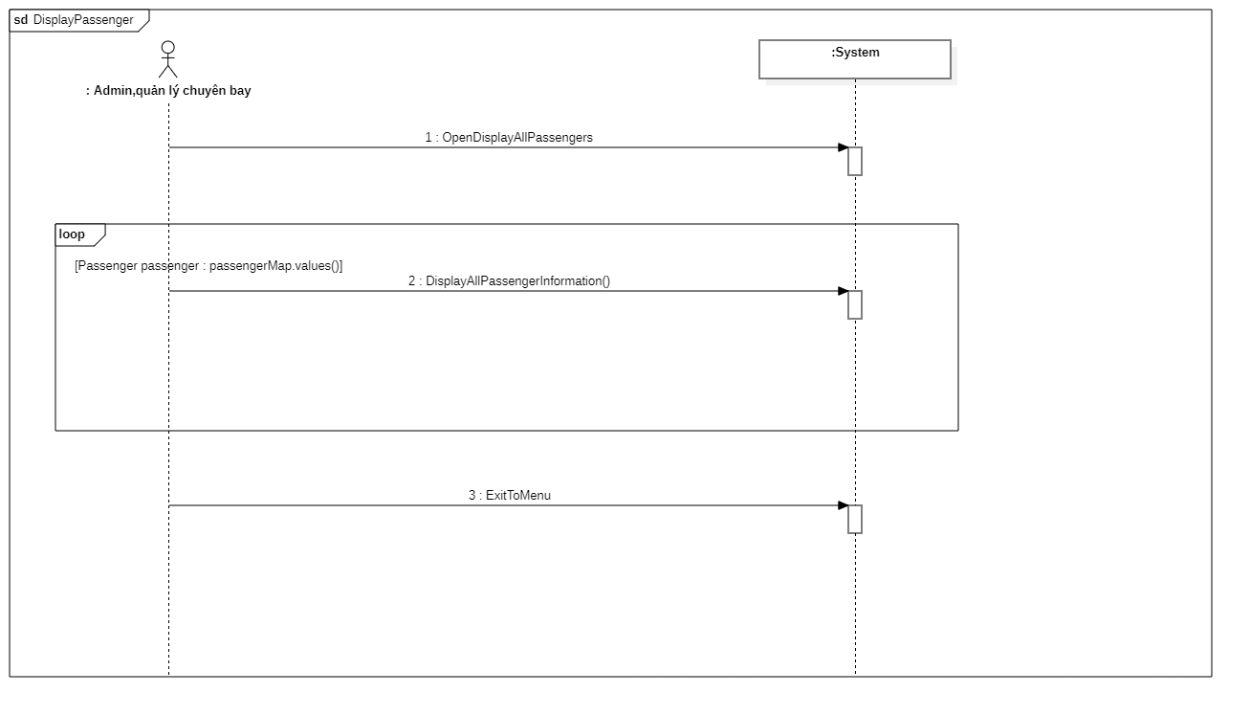 sd DisplayPassenger
:System
: Admin,quản lý chuyên bay
1 : OpenDisplayAllPassengers
loop
[Passenger passenger : passengerMap.values()]
2 : DisplayAllPassengerInformation()
3 : ExitToMenu